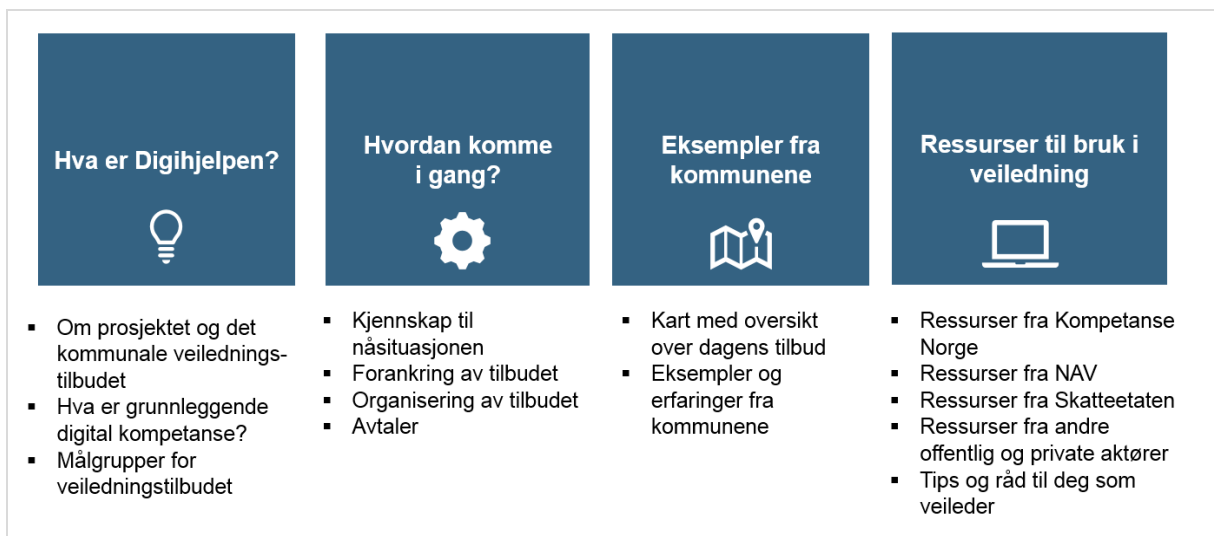 Hva er Digihjelpen?
▪ Om prosjektet og det
kommunale veilednings-
tilbudet
▪ Hva er grunnleggende
digital kompetanse?
▪ Målgrupper for
veiledningstilbudet
Hvordan komme
i gang?
▪ Kjennskap til
nåsituasjonen
▪ Forankring av tilbudet
▪ Organisering av tilbudet
▪ Avtaler
Eksempler fra
kommunene
▪ Kart med oversikt
over dagens tilbud
▪ Eksempler og
erfaringer fra
kommunene
Ressurser til bruk i
veiledning
▪ Ressurser fra Kompetanse
Norge
▪ Ressurser fra NAV
▪ Ressurser fra Skatteetaten
▪ Ressurser fra andre
offentlig og private aktører
▪ Tips og råd til deg som
veileder